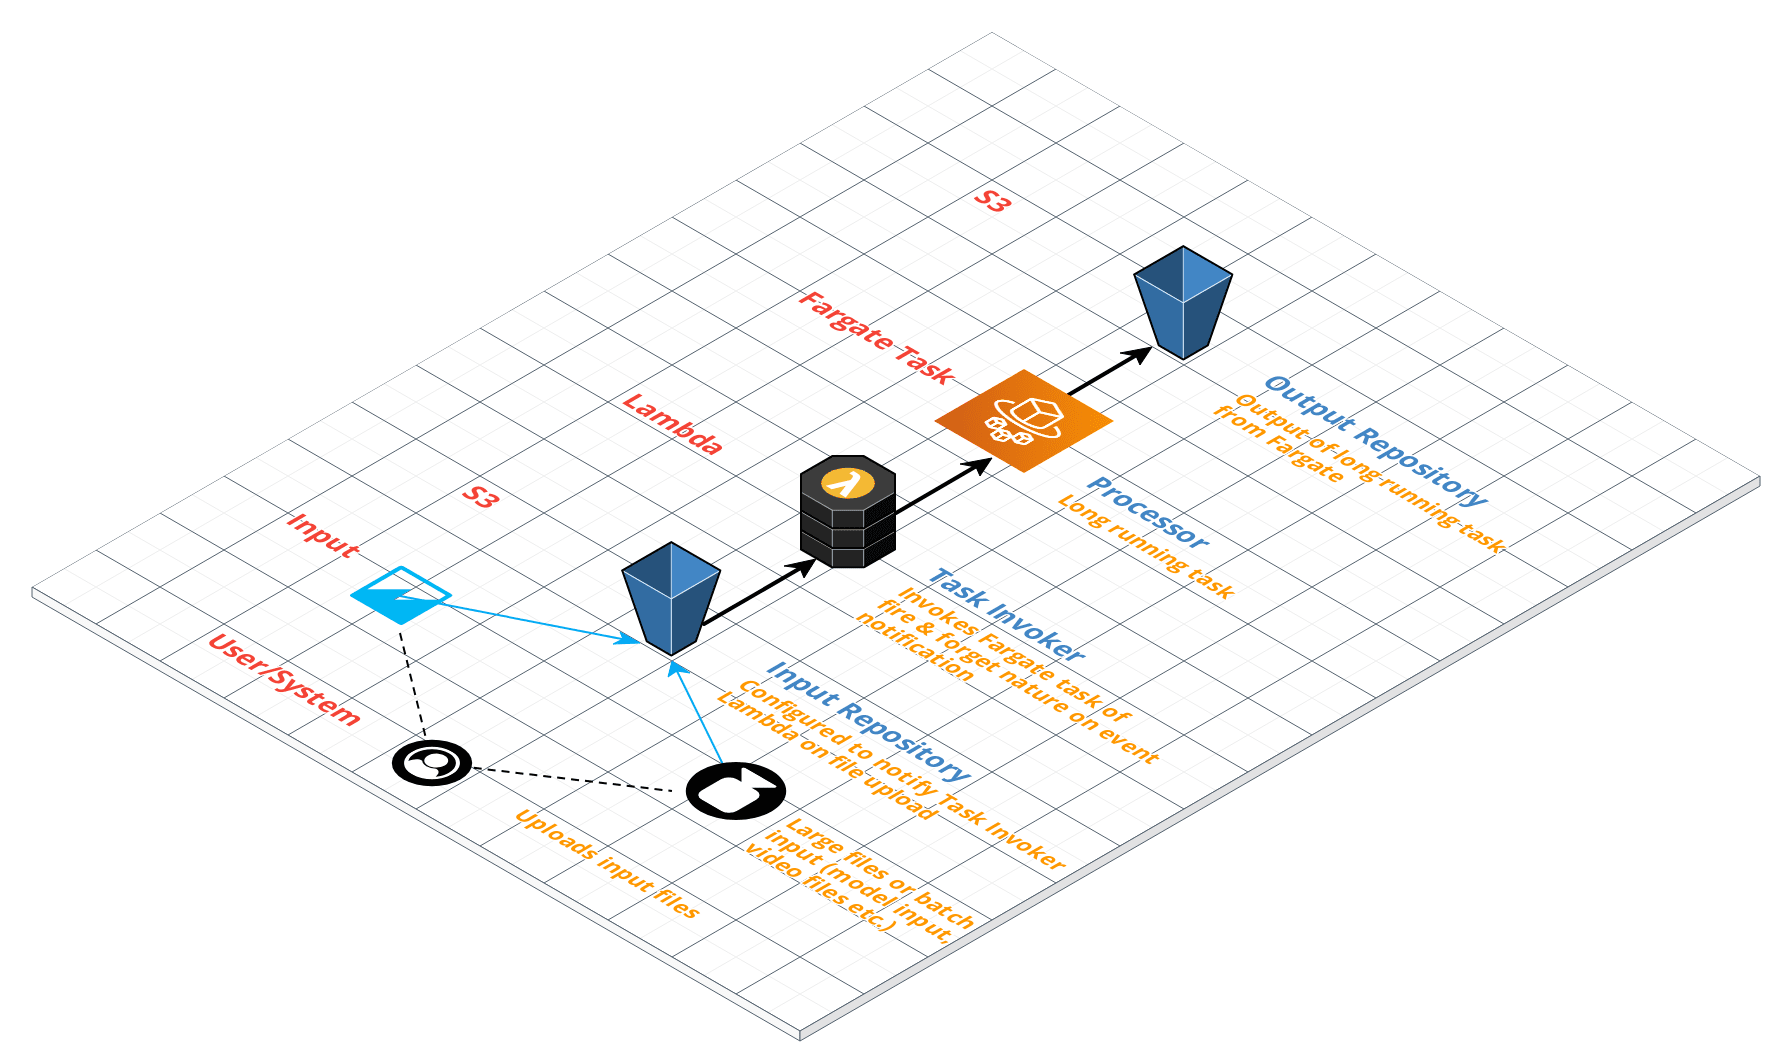 S3
Fargate Task
Lambda
S3
Input
User/System
Output Repository
Output of long running task
from Fargate
Processor
Long running task
Task Invoker
Invokes Fargate task of
fire & forget nature on event
notification
Input Repository
Configured to notify Task Invoker
Lambda on file upload
Large files or batch
input (model input,
video files etc.)
Uploads input files